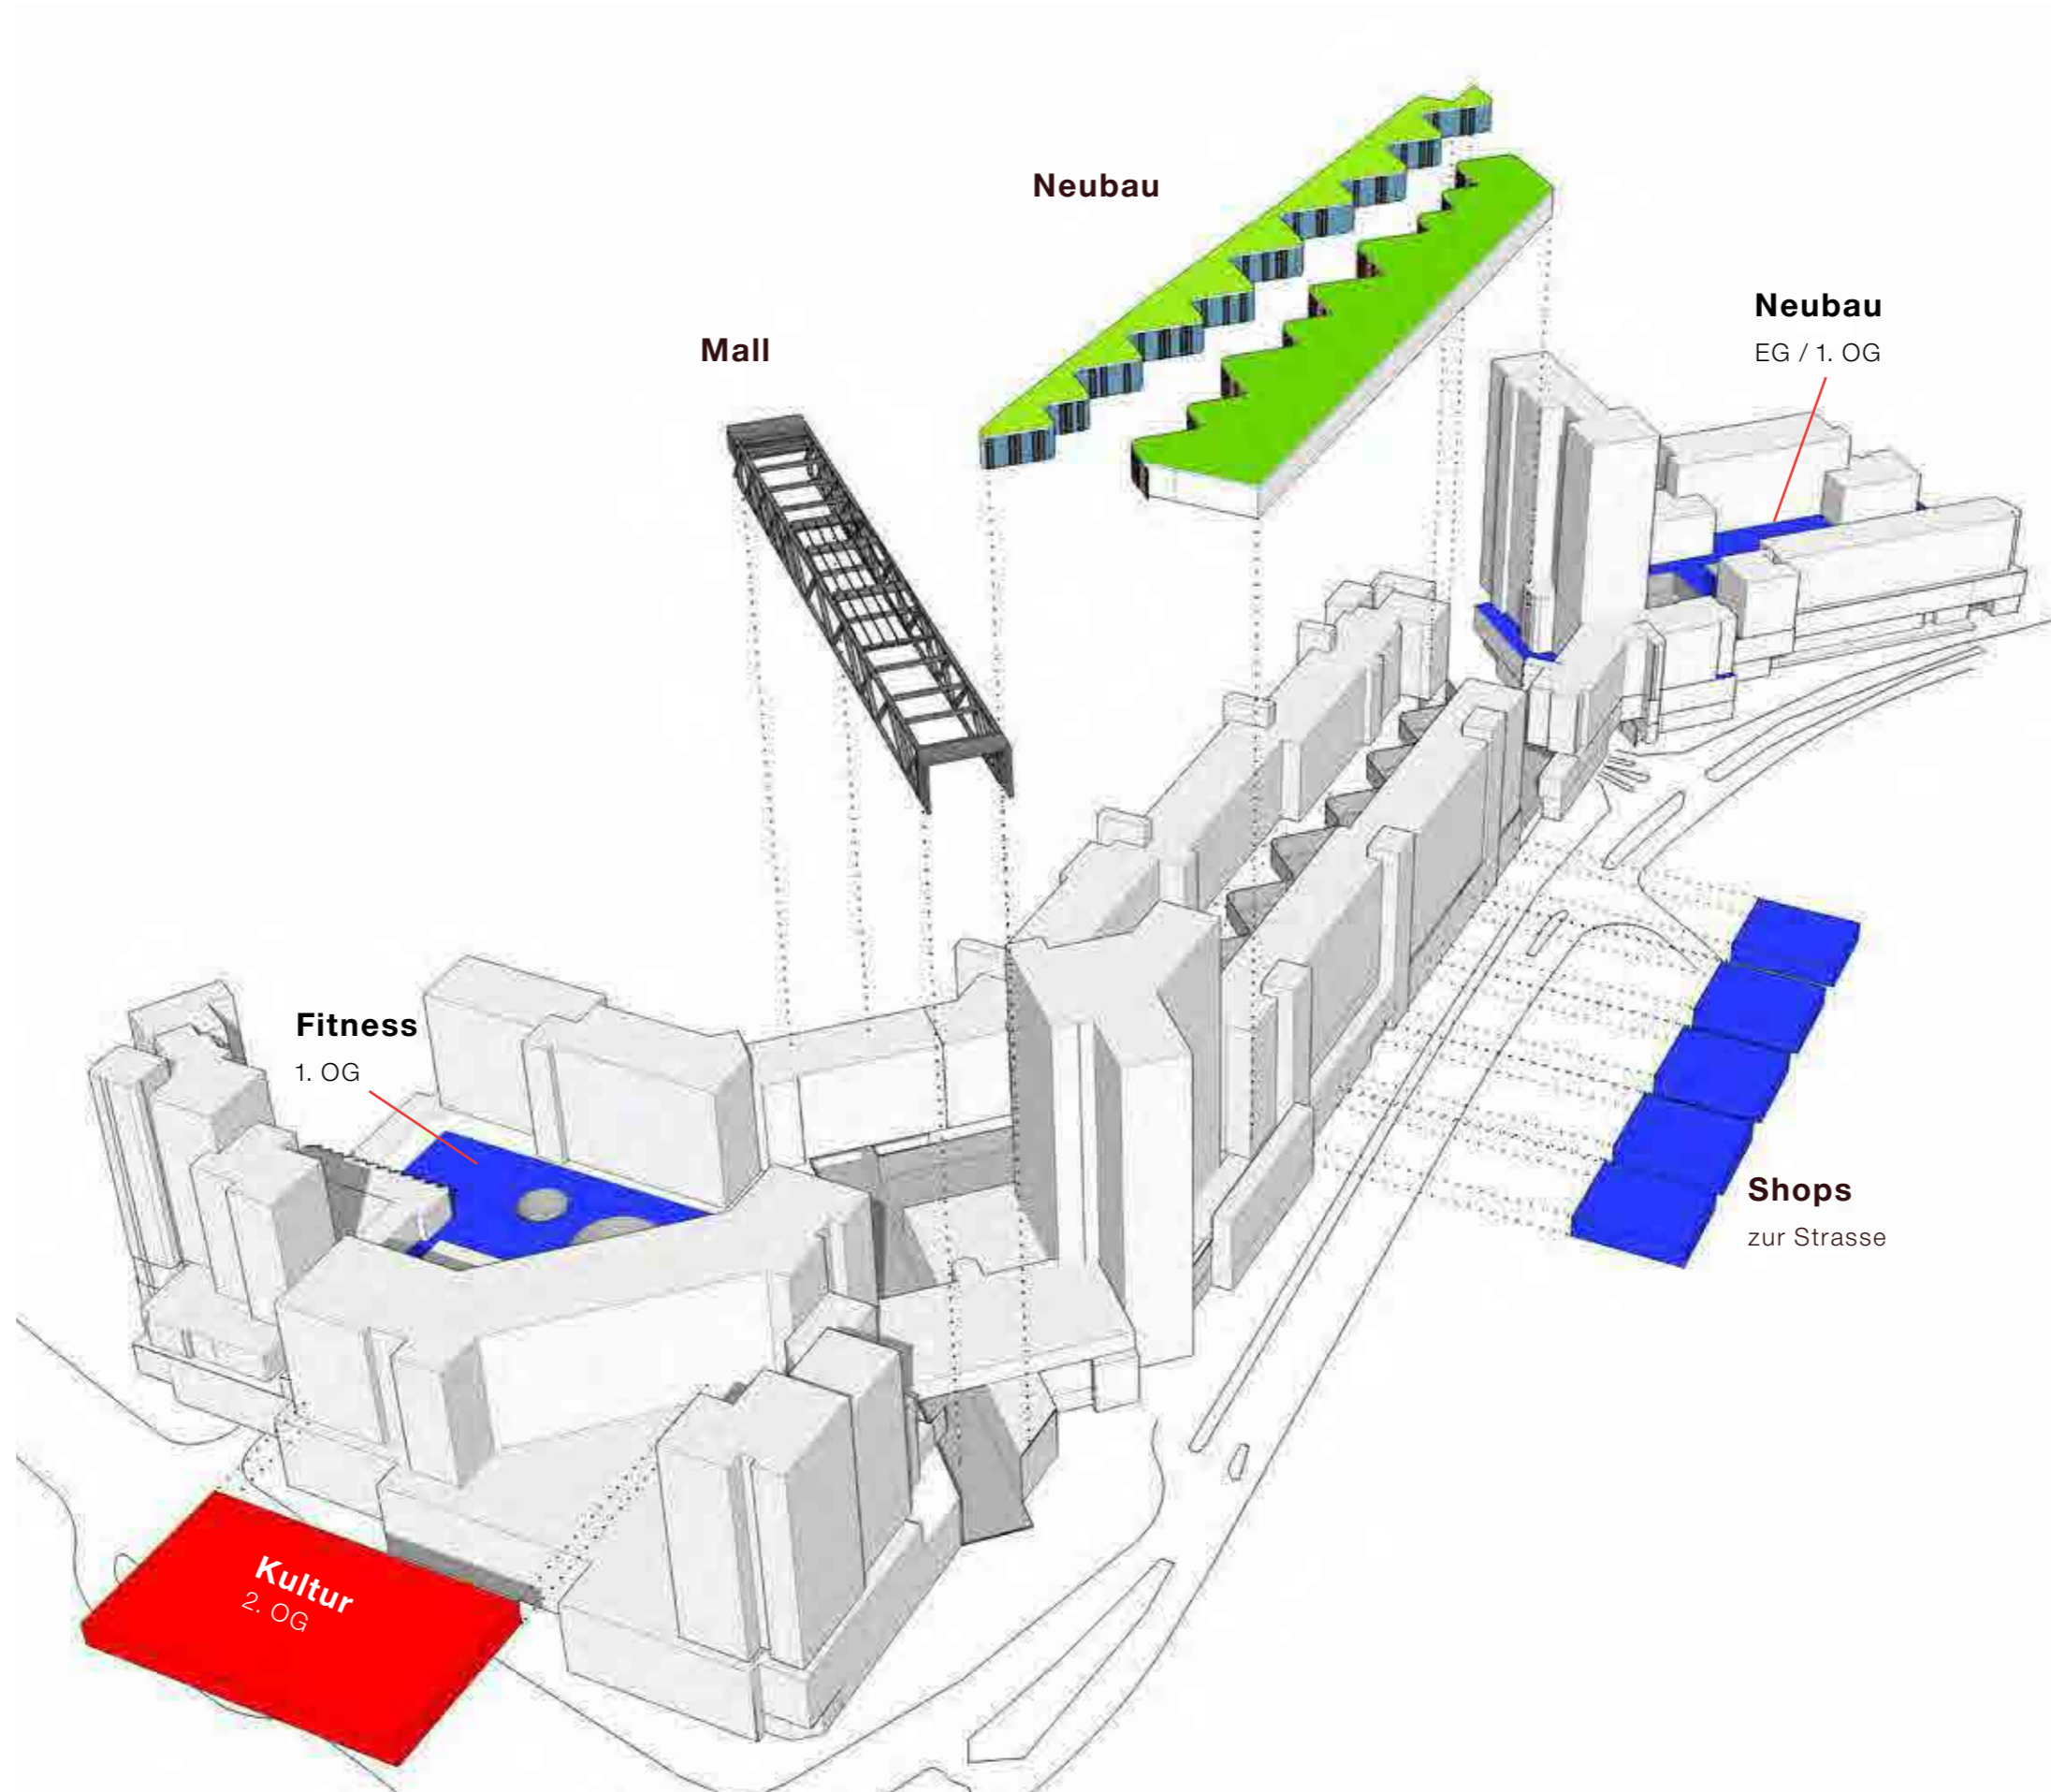 Neubau
Neubau
EG / 1. OG
Mall
Fitness
1. OG
Shops
zur Strasse
Kultur
2. OG